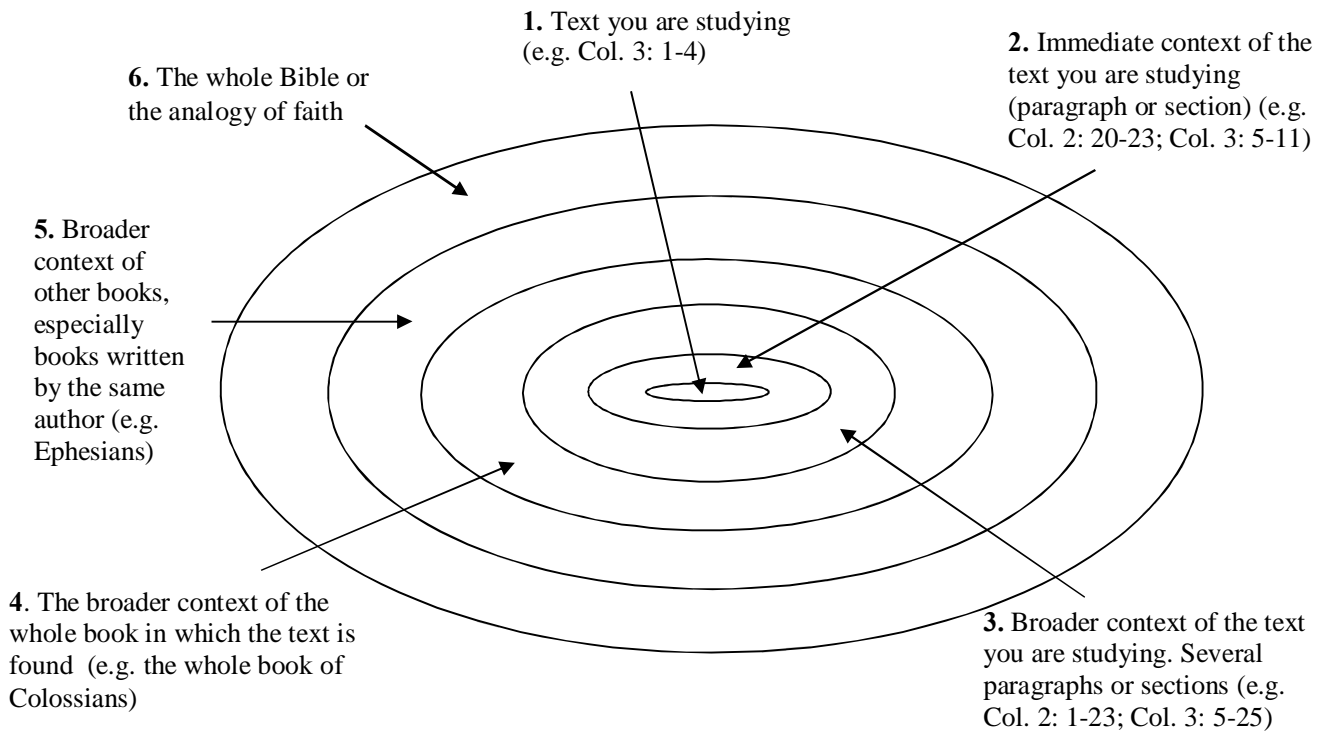 1. Text you are studying
(e.g. Col. 3: 1-4)
2. Immediate context of the
text you are studying
(paragraph or section) (e.g.
Col. 2: 20-23; Col. 3: 5-11)
6. The whole Bible or
the analogy of faith
5. Broader
context of
other books,
especially
books written
by the same
author (e.g.
Ephesians)
4. The broader context of the
whole book in which the text is
found (e.g. the whole book of
Colossians)
3. Broader context of the text
you are studying. Several
paragraphs or sections (e.g.
Col. 2: 1-23; Col. 3: 5-25)